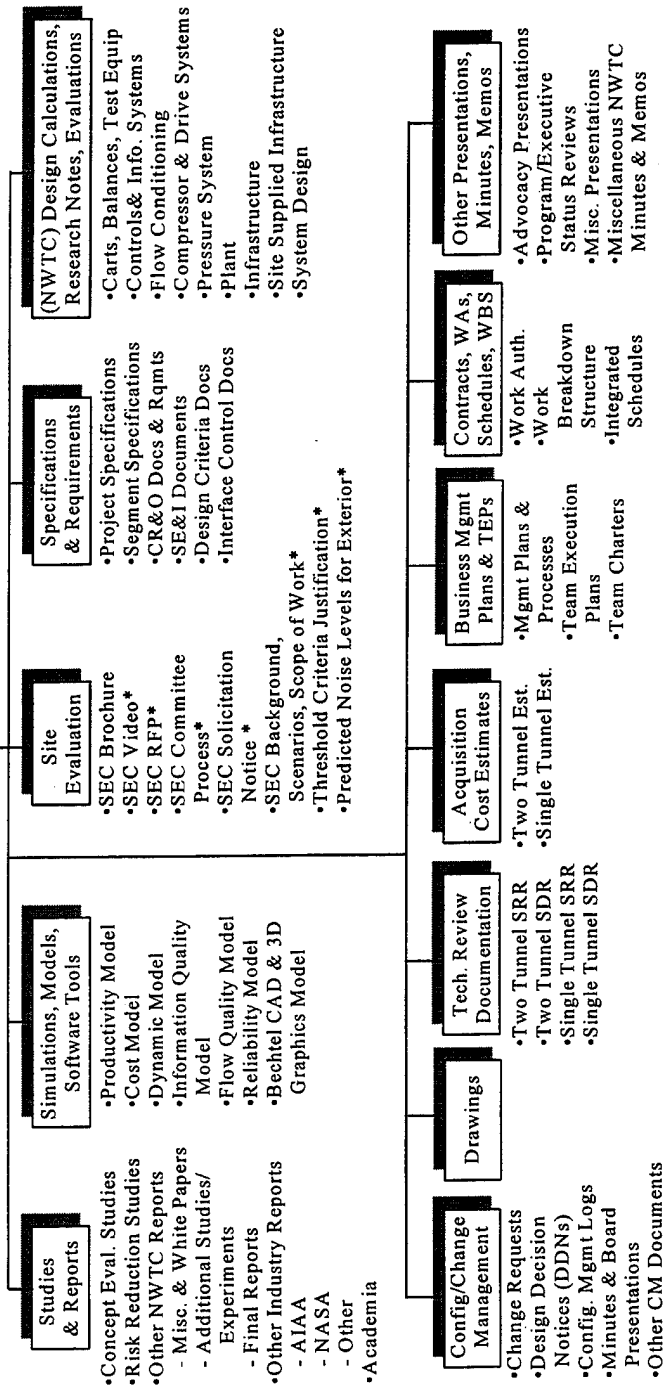 Studies
& Reports
•Concept Eval. Studies
•Risk Reduction Studies
•Other NWTC Reports
- Misc. & White Papers
- Additional Studies/
Experiments
- Final Reports
•Other Industry Reports
- AIAA
- NASA
- Other
•Academia
Simulations, Models,
Software Tools
•Productivity Model
•Cost Model
•Dynamic Model
•Information Quality
Model
•Flow Quality Model
•Reliability Model
•Bechtel CAD & 3D
Graphics Model
Site
Evaluation
•SEC Brochure
•SEC Video*
•SEC RFP*
•SEC Committee
Process*
•SEC Solicitation
Notice*
•SEC Background,
Scenarios, Scope of Work*
•Threshold Criteria Justification*
•Predicted Noise Levels for Exterior*
Specifications
& Requirements
•Project Specifications
•Segment Specifications
•CR&O Docs & Rqmts
•SE&I Documents
•Design Criteria Docs
•Interface Control Docs
(NWTC) Design Calculations,
Research Notes, Evaluations
•Carts, Balances, Test Equip
•Controls& Info. Systems
•Flow Conditioning
•Compressor & Drive Systems
•Pressure System
•Plant
•Infrastructure
•Site Supplied Infrastructure
•System Design
Config/Change
Management
•Change Requests
•Design Decision
Notices (DDNs)
•Config. Mgmt Logs
•Minutes & Board
Presentations
•Other CM Documents
Drawings
Tech. Review
Documentation
•Two Tunnel SRR
•Two Tunnel SDR
•Single Tunnel SRR
•Single Tunnel SDR
Acquisition
Cost Estimates
•Two Tunnel Est.
•Single Tunnel Est.
Business Mgmt
Plans & TEPs
•Mgmt Plans &
Processes
•Team Execution
Plans
•Team Charters
Contracts, WAs,
Schedules, WBS
•Work Auth.
•Work
Breakdown
Structure
•Integrated
Schedules
Other Presentations,
Minutes, Memos
•Advocacy Presentations
•Program/Executive
Status Reviews
•Misc. Presentations
•Miscellaneous NWTC
Minutes & Memos